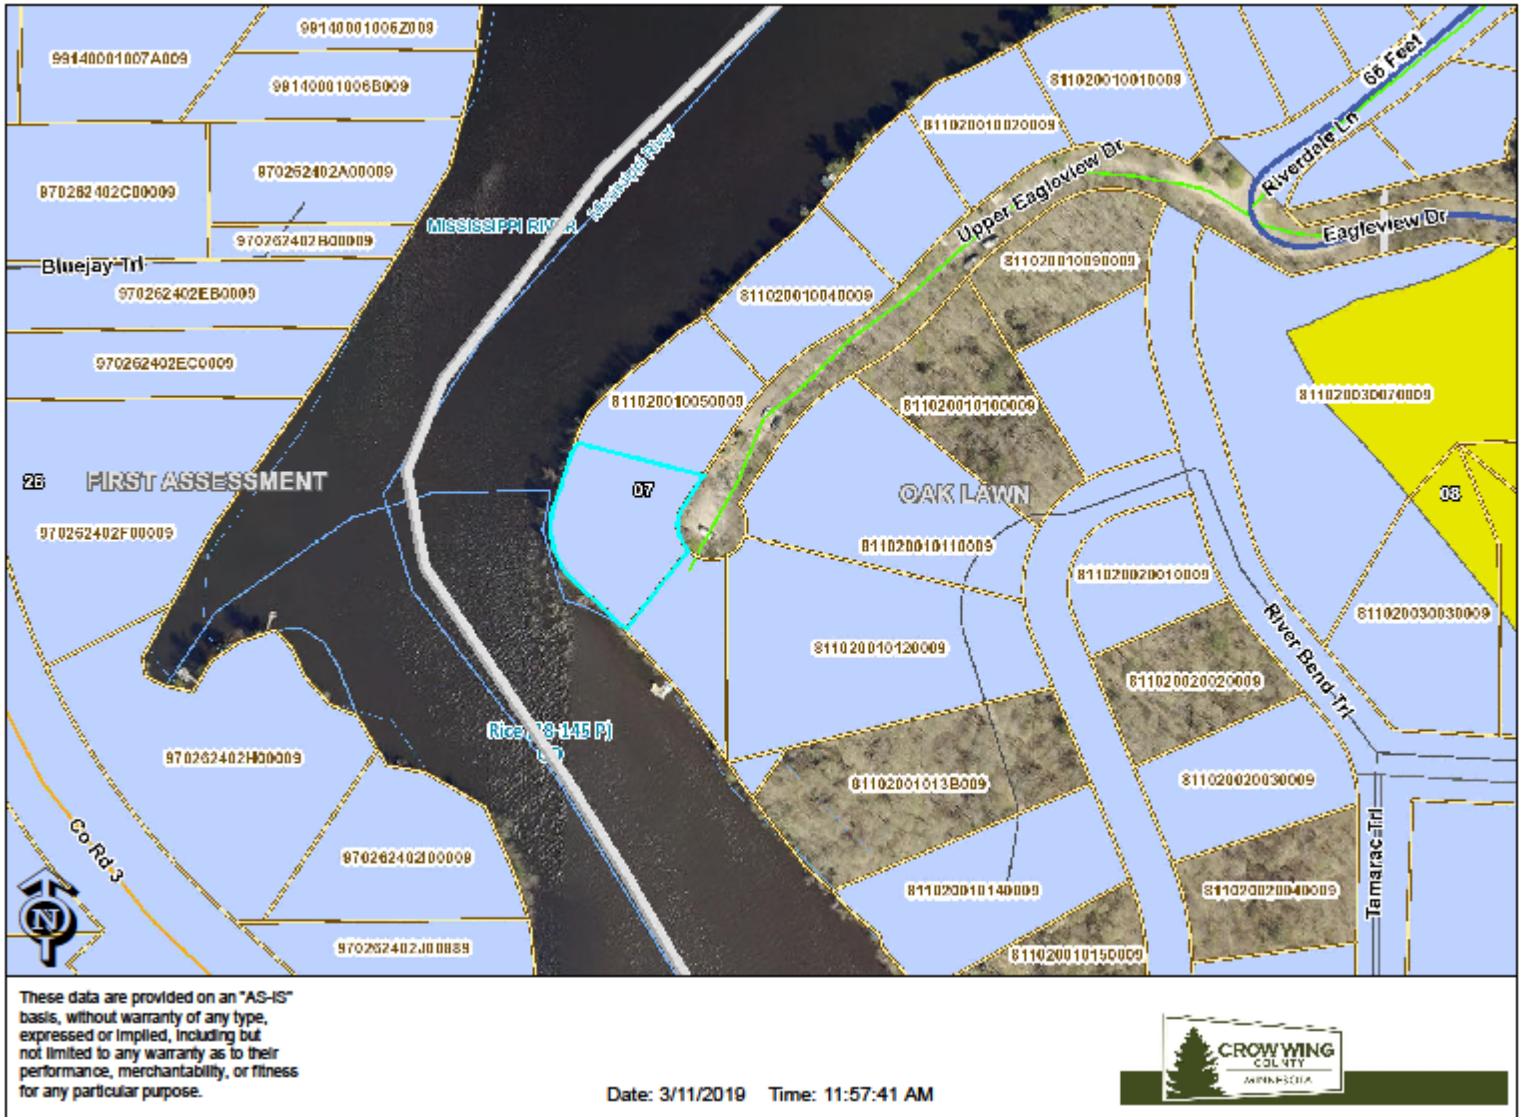 99140001006Z009
99140001007A009
99140001006B009
66 Feet
811020010010009
811020010020009
Upper Eagleview Dr
Riverdale Ln
Eagleview Dr
970262402A00009
970262402C00009
Mississippi River
MISSISSIPPI RIVER
970262402B00009
Bluejay Trl
970262402EB0009
811020010090009
811020010040009
970262402EC0009
811020030070009
811020010050009
811020010100009
26
FIRST ASSESSMENT
07
OAK LAWN
08
970262402F00009
811020010110009
811020020010009
811020030030009
811020010120009
River Bend Trl
811020020020009
970262402H00009
81102001013B009
811020020030009
Co Rd 3
970262402I00009
Tamarac Trl
811020010140009
811020020040009
N
970262402J00889
811020010150009
These data are provided on an "AS-IS"
basis, without warranty of any type,
expressed or implied, including but
not limited to any warranty as to their
performance, merchantability, or fitness
for any particular purpose.
Date: 3/11/2019 Time: 11:57:41 AM
CROW WING
COUNTY
MINNESOTA